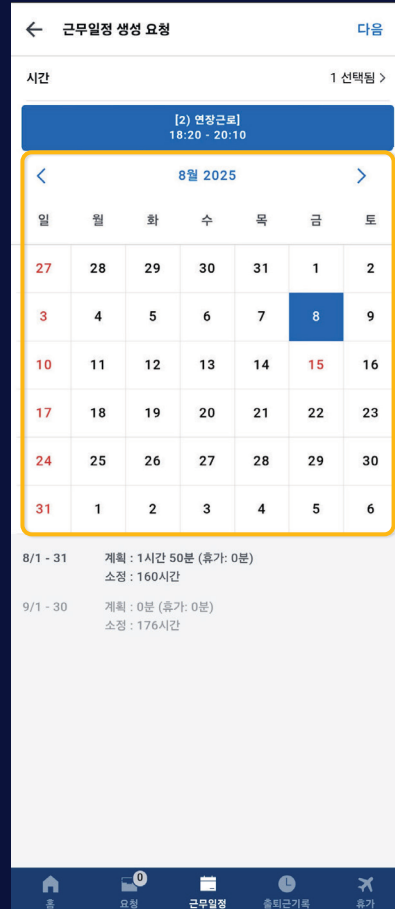 근무일정 생성 요청 다음
시간 1 선택됨
[2) 연장근로]
18:20 - 20:10
8월 2025
일 월 화 수 목 금 토
27 28 29 30 31 1 2
3 4 5 6 7 8 9
10 11 12 13 14 15 16
17 18 19 20 21 22 23
24 25 26 27 28 29 30
31 1 2 3 4 5 6
8/1 - 31 계획 : 1시간 50분 (휴가: 0분)
소정 : 160시간
9/1 - 30 계획 : 0분 (휴가: 0분)
소정 : 176시간
0
홈 요청 근무일정 출퇴근기록 휴가